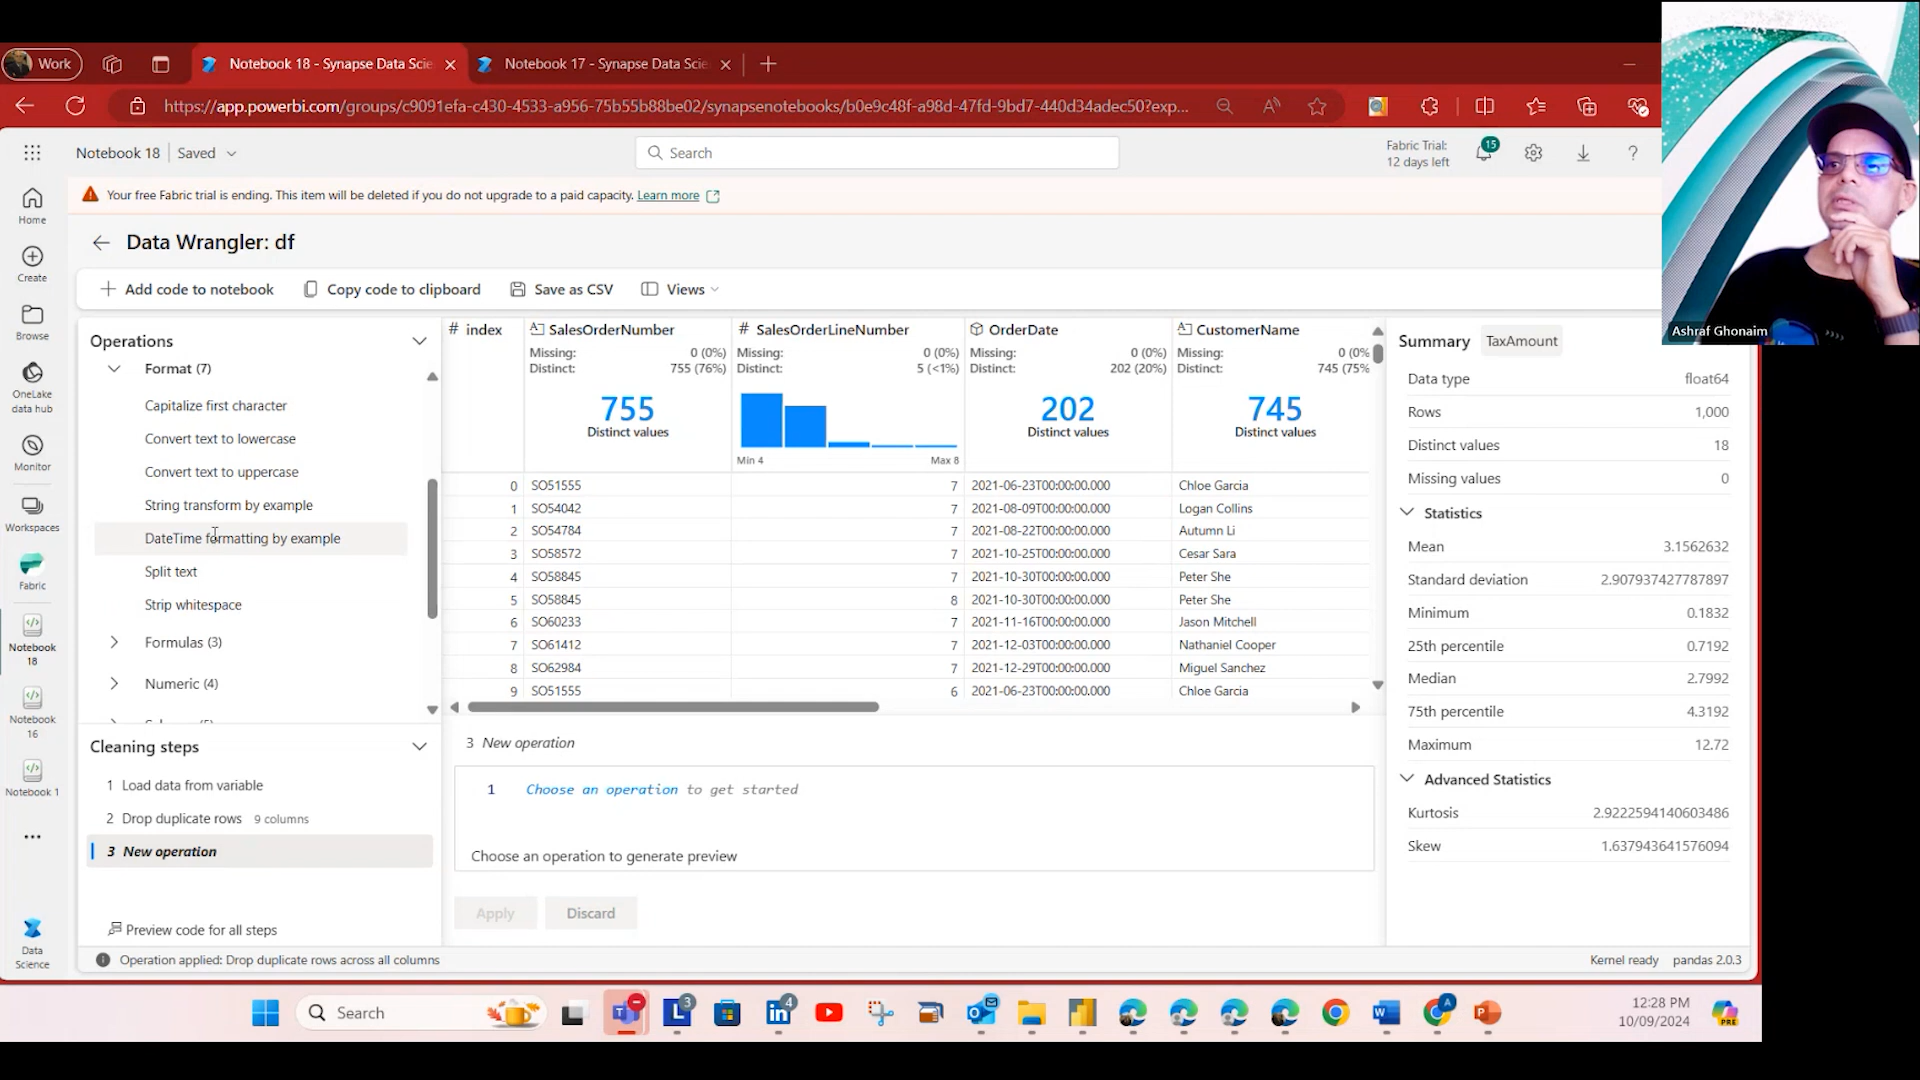 Work
Notebook 18 - Synapse Data Scie
Notebook 17 - Synapse Data Scie
https://app.powerbi.com/groups/c9091efa-c430-4533-a956-75b55b88be02/synapsenotebooks/b0e9c48f-a98d-47fd-9bd7-440d34adec50?exp...
Notebook 18 | Saved
Search
Fabric Trial:
12 days left
15
?
Your free Fabric trial is ending. This item will be deleted if you do not upgrade to a paid capacity. Learn more
Home
Create
Browse
OneLake
data hub
Monitor
Workspaces
Fabric
Notebook
18
Notebook
16
Notebook 1
Data
Science
Data Wrangler: df
Add code to notebook
Copy code to clipboard
Save as CSV
Views
Operations
Format (7)
Capitalize first character
Convert text to lowercase
Convert text to uppercase
String transform by example
DateTime formatting by example
Split text
Strip whitespace
Formulas (3)
Numeric (4)
Cleaning steps
1 Load data from variable
2 Drop duplicate rows 9 columns
3 New operation
Preview code for all steps
# index
SalesOrderNumber
Missing: 0 (0%)
Distinct: 755 (76%)
755
Distinct values
# SalesOrderLineNumber
Missing: 0 (0%)
Distinct: 5 (<1%)
Min 4 Max 8
OrderDate
Missing: 0 (0%)
Distinct: 202 (20%)
202
Distinct values
CustomerName
Missing: 0 (0%
Distinct: 745 (75%
745
Distinct values
0 SO51555 7 2021-06-23T00:00:00.000 Chloe Garcia
1 SO54042 7 2021-08-09T00:00:00.000 Logan Collins
2 SO54784 7 2021-08-22T00:00:00.000 Autumn Li
3 SO58572 7 2021-10-25T00:00:00.000 Cesar Sara
4 SO58845 7 2021-10-30T00:00:00.000 Peter She
5 SO58845 8 2021-10-30T00:00:00.000 Peter She
6 SO60233 7 2021-11-16T00:00:00.000 Jason Mitchell
7 SO61412 7 2021-12-03T00:00:00.000 Nathaniel Cooper
8 SO62984 7 2021-12-29T00:00:00.000 Miguel Sanchez
9 SO51555 6 2021-06-23T00:00:00.000 Chloe Garcia
3 New operation
1 Choose an operation to get started
Choose an operation to generate preview
Apply
Discard
Summary TaxAmount
Data type float64
Rows 1,000
Distinct values 18
Missing values 0
Statistics
Mean 3.1562632
Standard deviation 2.907937427787897
Minimum 0.1832
25th percentile 0.7192
Median 2.7992
75th percentile 4.3192
Maximum 12.72
Advanced Statistics
Kurtosis 2.9222594140603486
Skew 1.637943641576094
Operation applied: Drop duplicate rows across all columns
Kernel ready pandas 2.0.3
Ashraf Ghonaim
Search
3
4
12:28 PM
10/09/2024